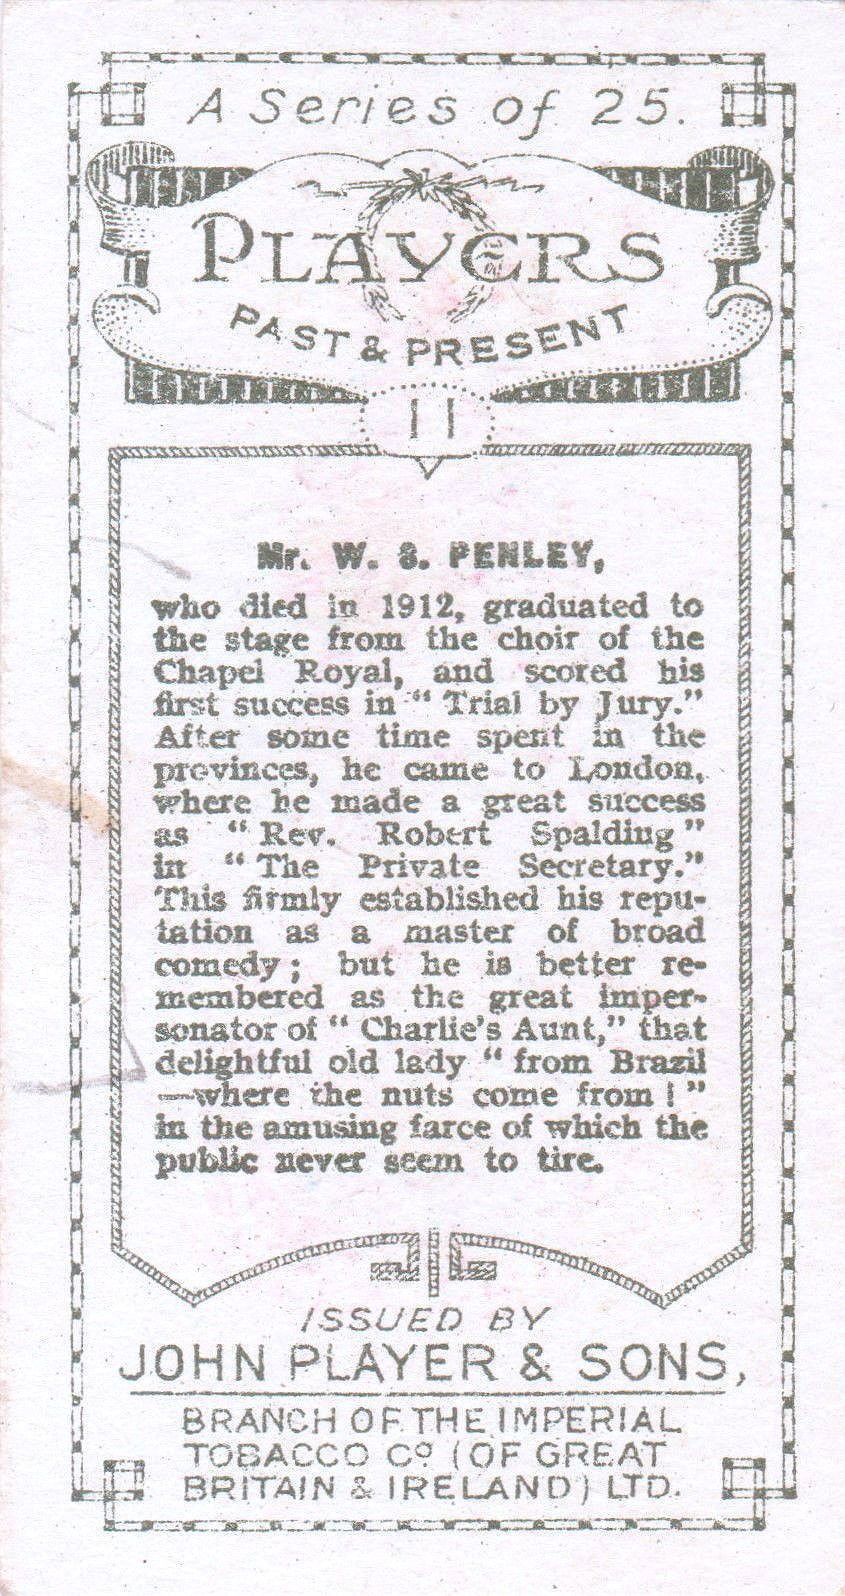 A Series of 25.
PLAYERS
PAST & PRESENT
11
Mr. W. S. PENLEY,
who died in 1912, graduated to
the stage from the choir of the
Chapel Royal, and scored his
first success in “ Trial by Jury.”
After some time spent in the
provinces, he came to London,
where he made a great success
as “ Rev. Robert Spalding ”
in “ The Private Secretary.”
This firmly established his repu-
tation as a master of broad
comedy ; but he is better re-
membered as the great imper-
sonator of “ Charlie's Aunt,” that
delightful old lady “ from Brazil
—where the nuts come from ! ”
in the amusing farce of which the
public never seem to tire.
ISSUED BY
JOHN PLAYER & SONS,
BRANCH OF THE IMPERIAL
TOBACCO Co (OF GREAT
BRITAIN & IRELAND) LTD.